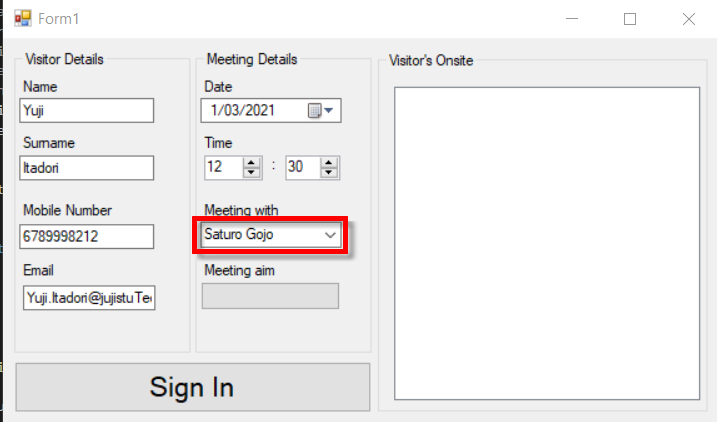 Form1
Visitor Details
Name
Yuji
Surname
Itadori
Mobile Number
6789998212
Email
Yuji.Itadori@jujistuTe
Meeting Details
Date
1/03/2021
Time
12 : 30
Meeting with
Saturo Gojo
Meeting aim
Visitor's Onsite
Sign In